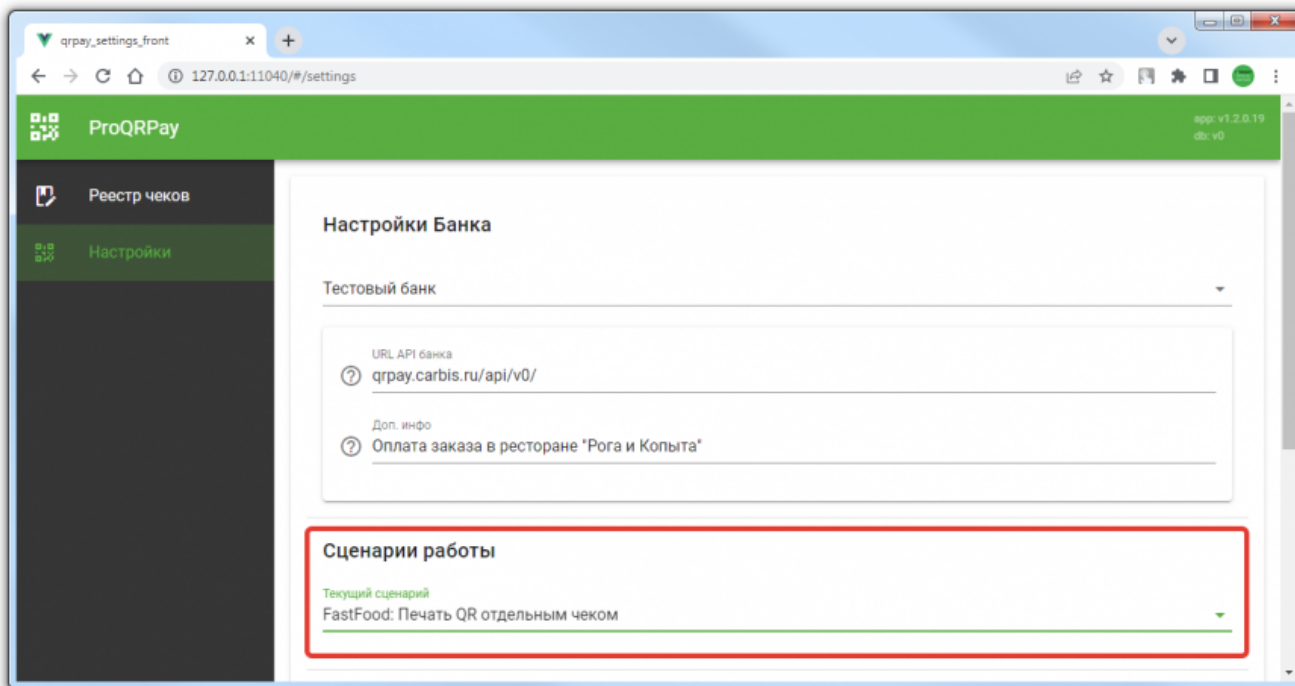 qrpay_settings_front
127.0.0.1:11040/#/settings
ProQRPay
app: v1.2.0.19
db: v0
Реестр чеков
Настройки
Настройки Банка
Тестовый банк
URL API банка
qrpay.carbis.ru/api/v0/
Доп. инфо
Оплата заказа в ресторане "Рога и Копыта"
Сценарии работы
Текущий сценарий
FastFood: Печать QR отдельным чеком